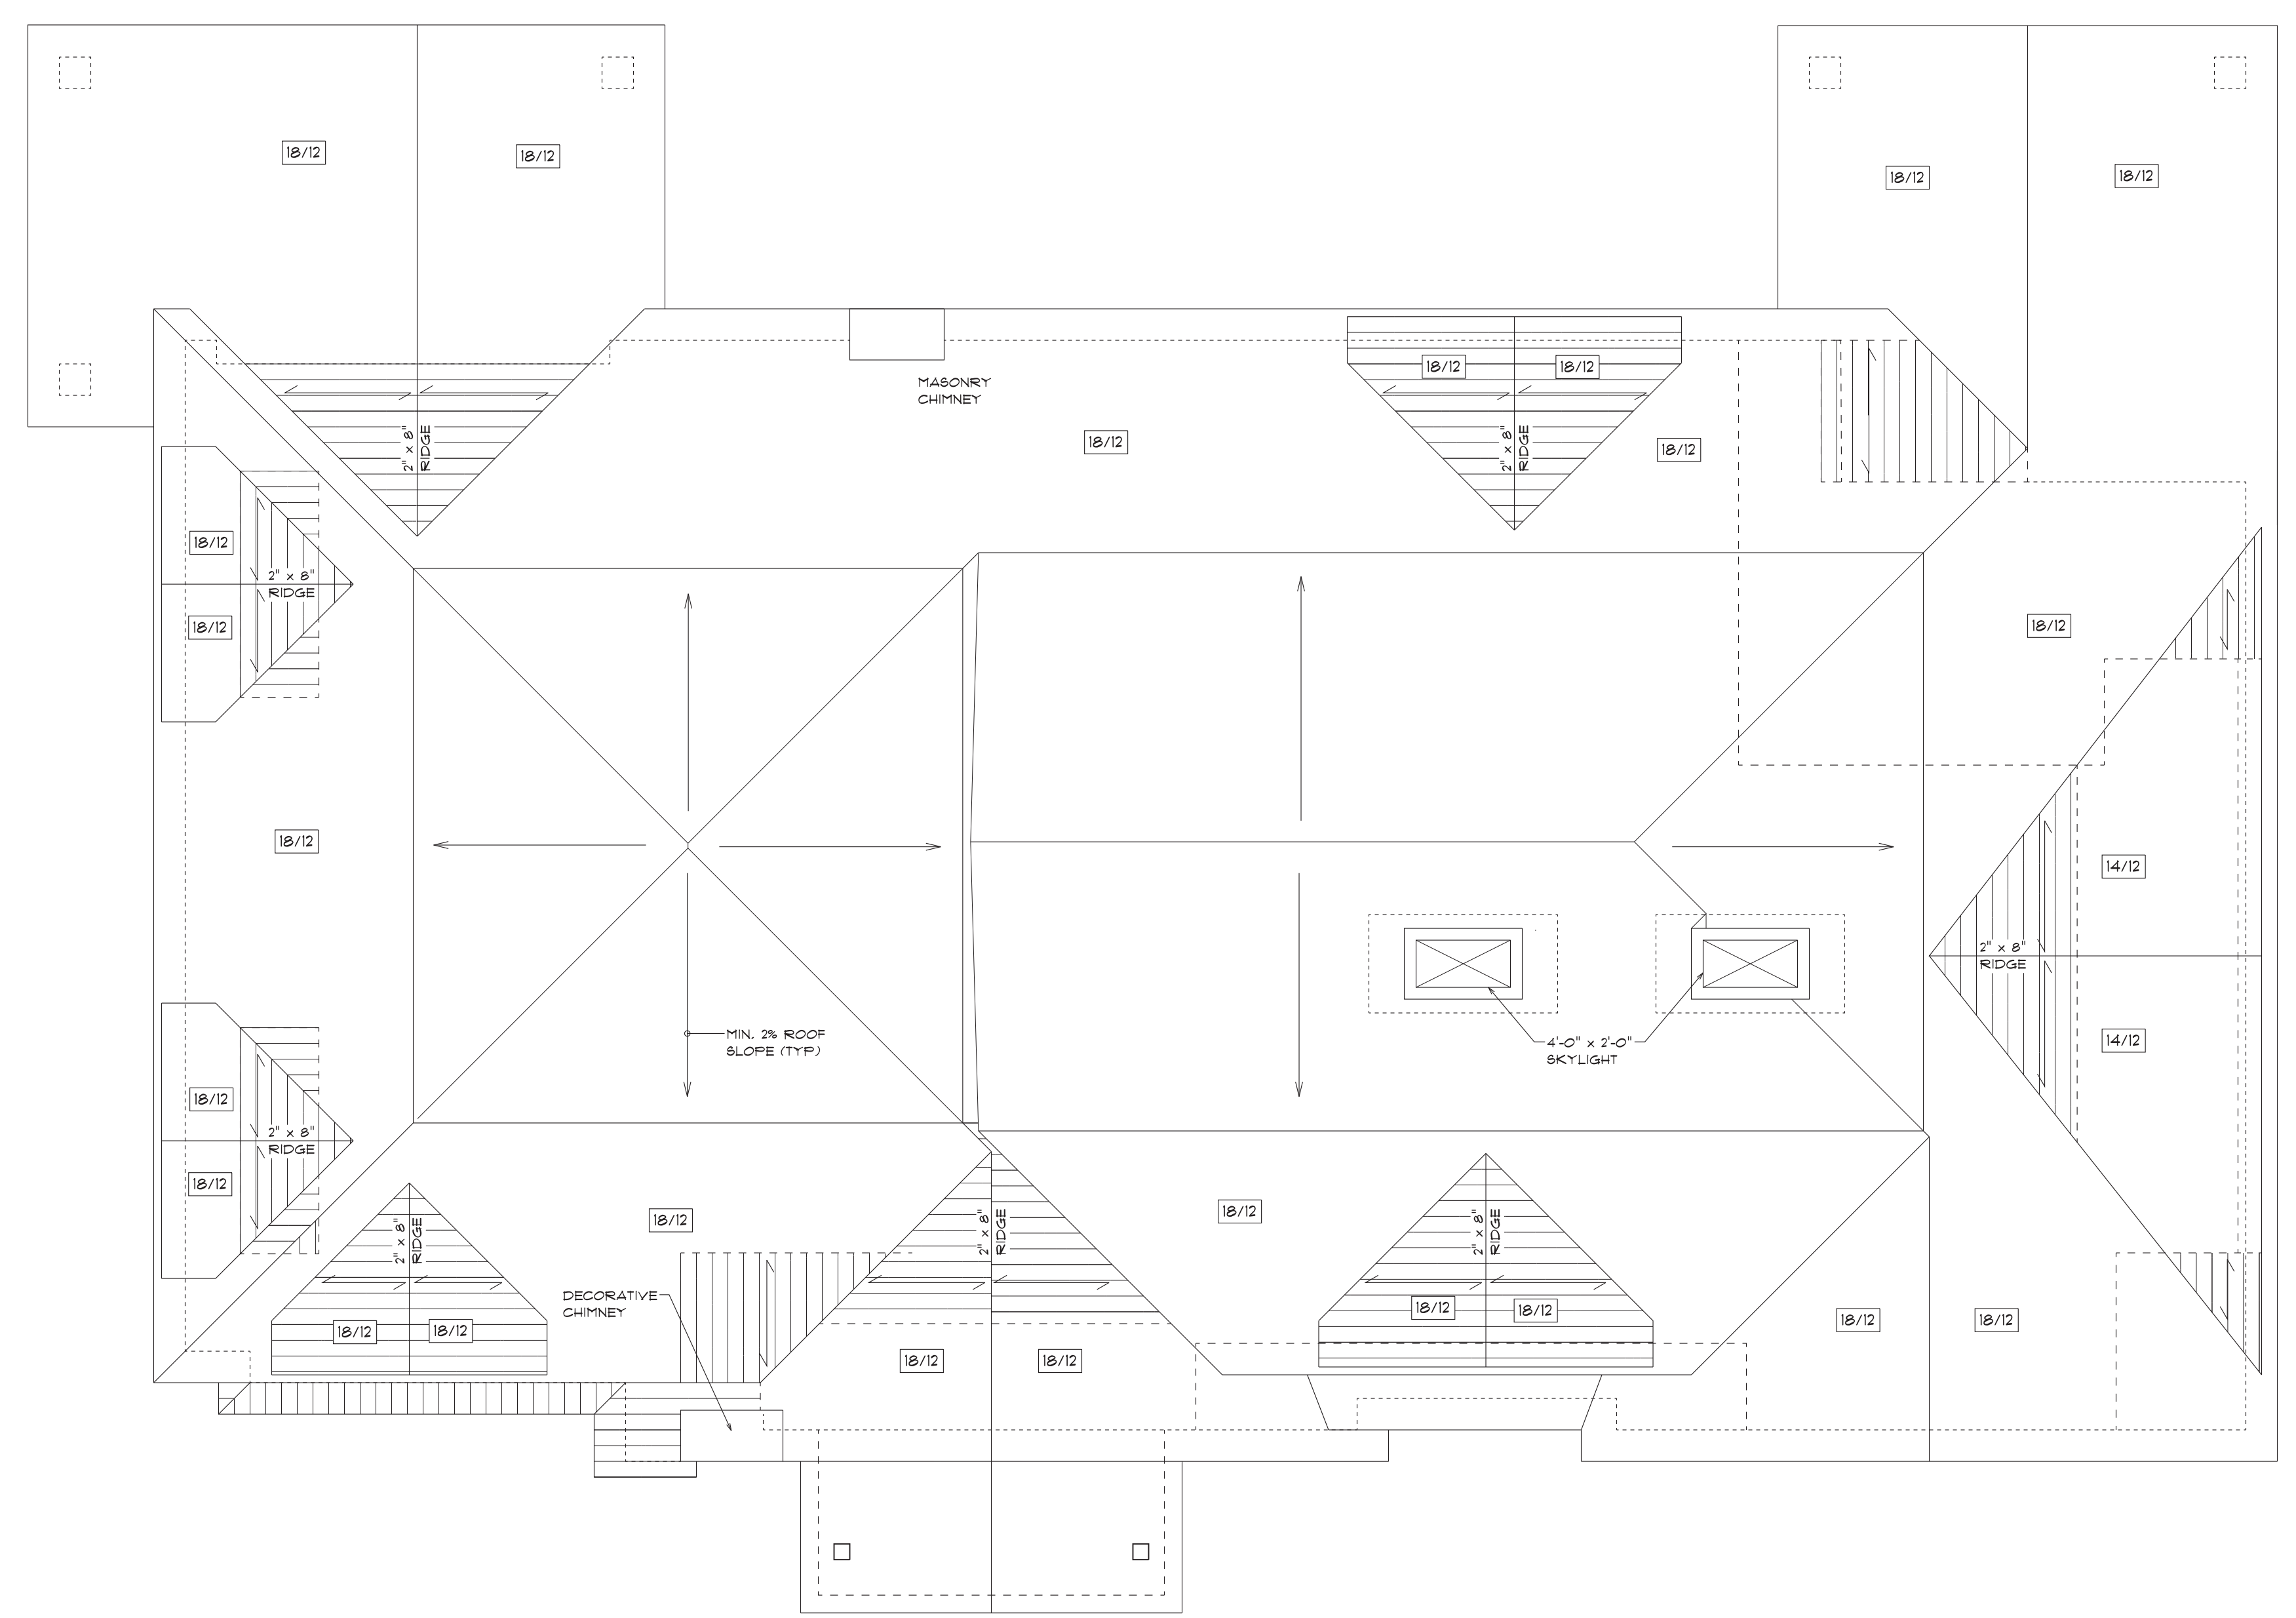 18/12
18/12
18/12
18/12
18/12
18/12
MASONRY
CHIMNEY
2" x 8"
RIDGE
18/12
2" x 8"
RIDGE
18/12
18/12
2" x 8"
RIDGE
18/12
18/12
18/12
14/12
2" x 8"
RIDGE
MIN. 2% ROOF
SLOPE (TYP.)
4'-0" x 2'-0"
SKYLIGHT
14/12
18/12
2" x 8"
RIDGE
18/12
2" x 8"
RIDGE
18/12
2" x 8"
RIDGE
18/12
2" x 8"
RIDGE
DECORATIVE
CHIMNEY
18/12
18/12
18/12
18/12
18/12
18/12
18/12
18/12